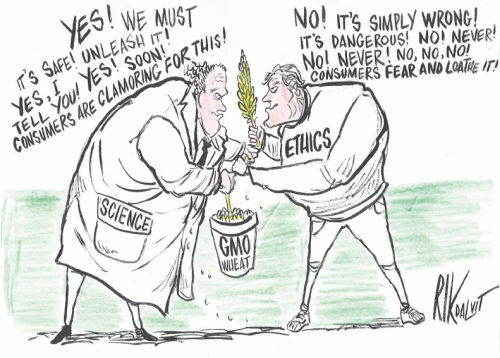 YES! WE MUST
IT'S SAFE! UNLEASH IT!
YES, I
TELL 'YOU! YES! SOON!
CONSUMERS ARE CLAMORING FOR THIS!
NO! IT'S SIMPLY WRONG!
IT'S DANGEROUS! NO! NEVER!
NO! NEVER! NO, NO, NO!
CONSUMERS FEAR AND LOATHE IT!
ETHICS
SCIENCE
GMO
WHEAT
RIK DALVIT